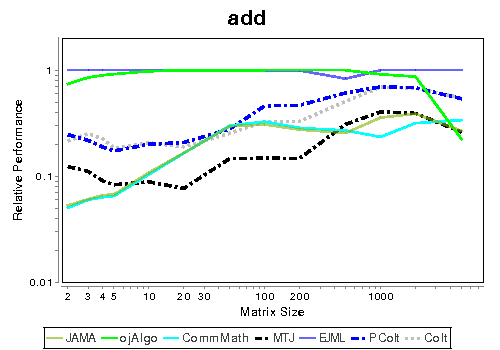 add
Relative Performance
1
0.1
0.01
2 3 4 5 10 20 30 100 200 1000
Matrix Size
JAMA ojAlgo CommMath MTJ EJML PColt Colt